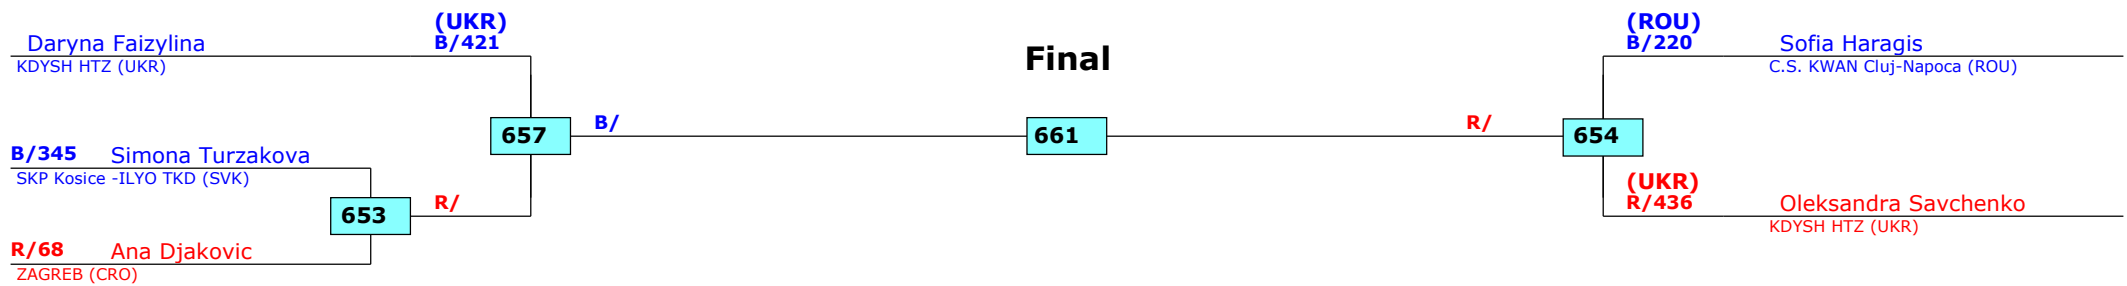 (UKR)
B/421
Daryna Faizylina
KDYSH HTZ (UKR)
Final
(ROU)
B/220
Sofia Haragis
C.S. KWAN Cluj-Napoca (ROU)
657
B/
661
R/
654
B/345 Simona Turzakova
SKP Kosice -ILYO TKD (SVK)
653
R/
(UKR)
R/436
Oleksandra Savchenko
KDYSH HTZ (UKR)
R/68 Ana Djakovic
ZAGREB (CRO)